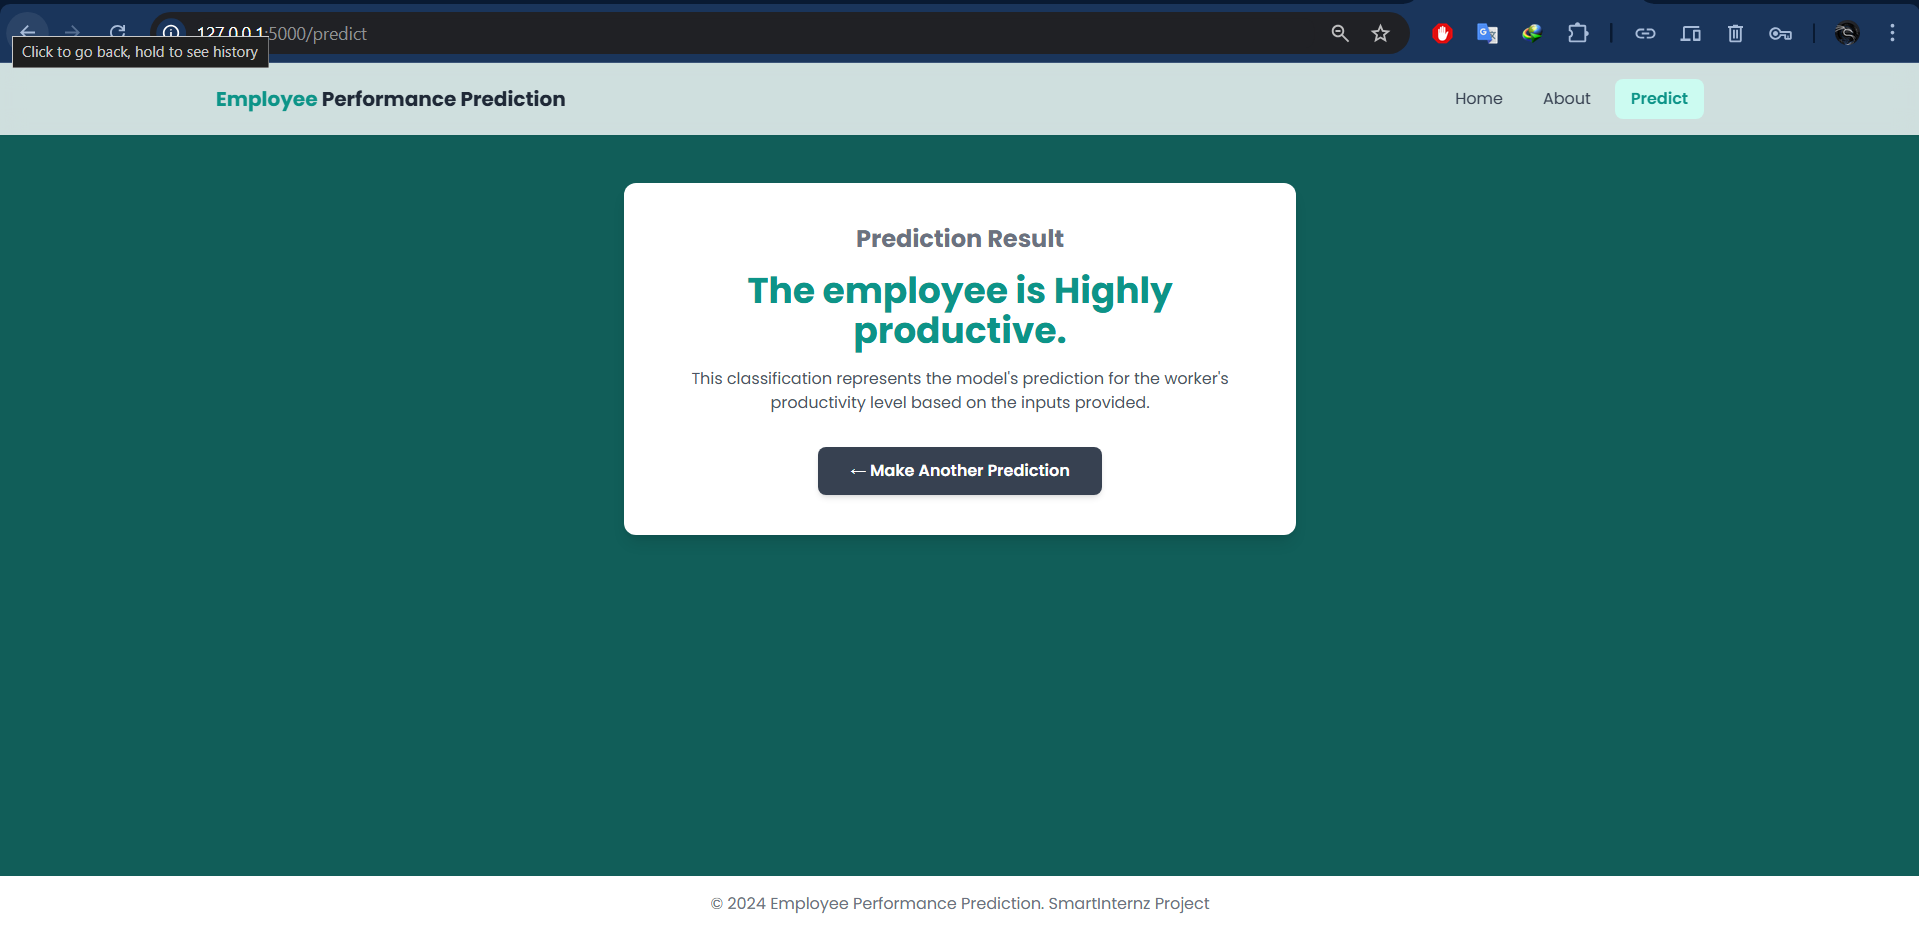 127.0.0.1:5000/predict
Click to go back, hold to see history
Employee Performance Prediction
Home
About
Predict
Prediction Result
The employee is Highly
productive.
This classification represents the model's prediction for the worker's
productivity level based on the inputs provided.
← Make Another Prediction
© 2024 Employee Performance Prediction. SmartInternz Project